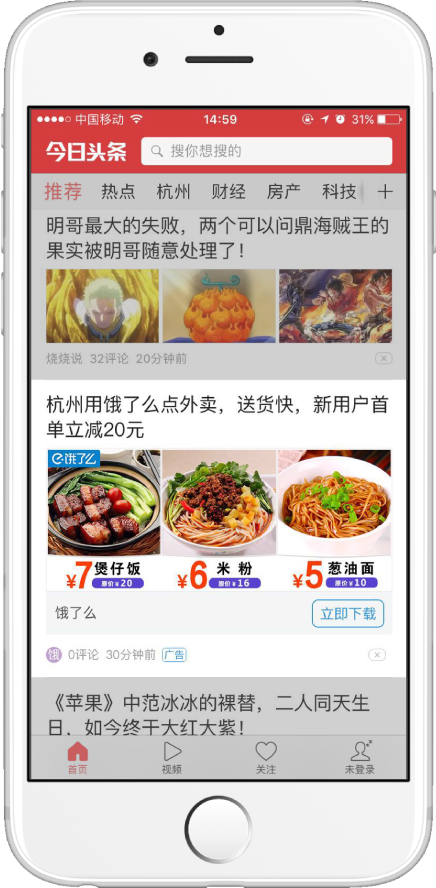 中国移动 14:59 31%
今日头条 搜你想搜的
推荐 热点 杭州 财经 房产 科技 +
明哥最大的失败，两个可以问鼎海贼王的
果实被明哥随意处理了！
烧烧说 32评论 20分钟前
杭州用饿了么点外卖，送货快，新用户首
单立减20元
饿了么
¥7 煲仔饭 原价¥20
¥6 米粉 原价¥16
¥5 葱油面 原价¥10
饿了么 立即下载
饿 0评论 30分钟前 广告
《苹果》中范冰冰的裸替，二人同天生
日，如今终于大红大紫！
首页 视频 关注 未登录